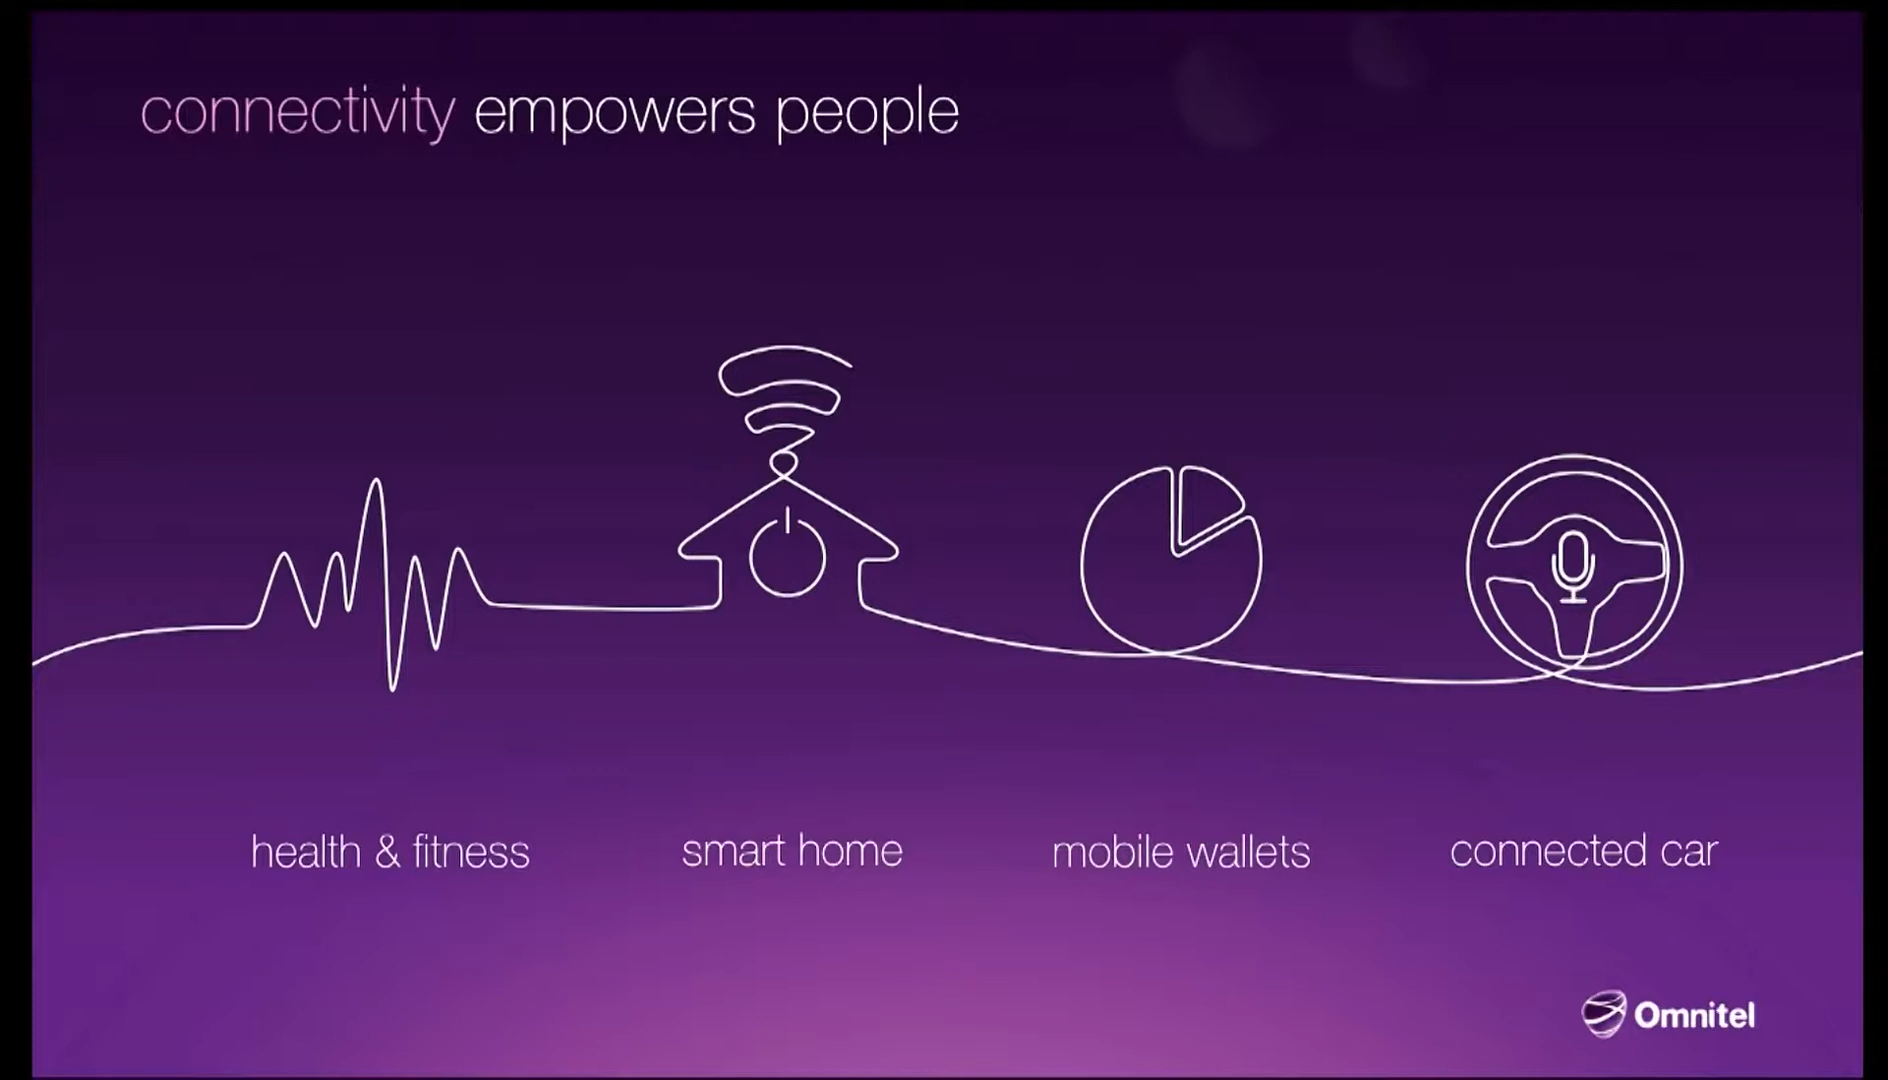 connectivity empowers people
health & fitness
smart home
mobile wallets
connected car
Omnitel